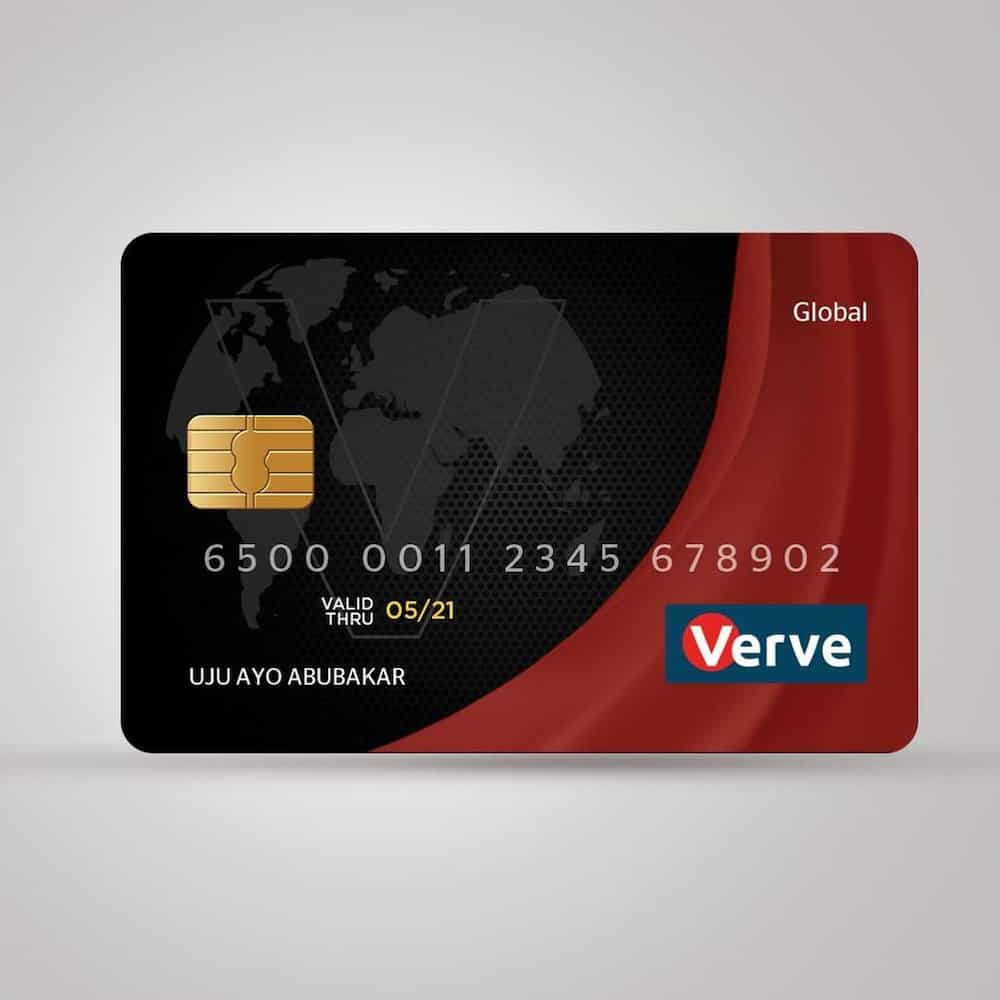 Global
6500 0011 2345 678902
VALID
THRU 05/21
UJU AYO ABUBAKAR
Verve